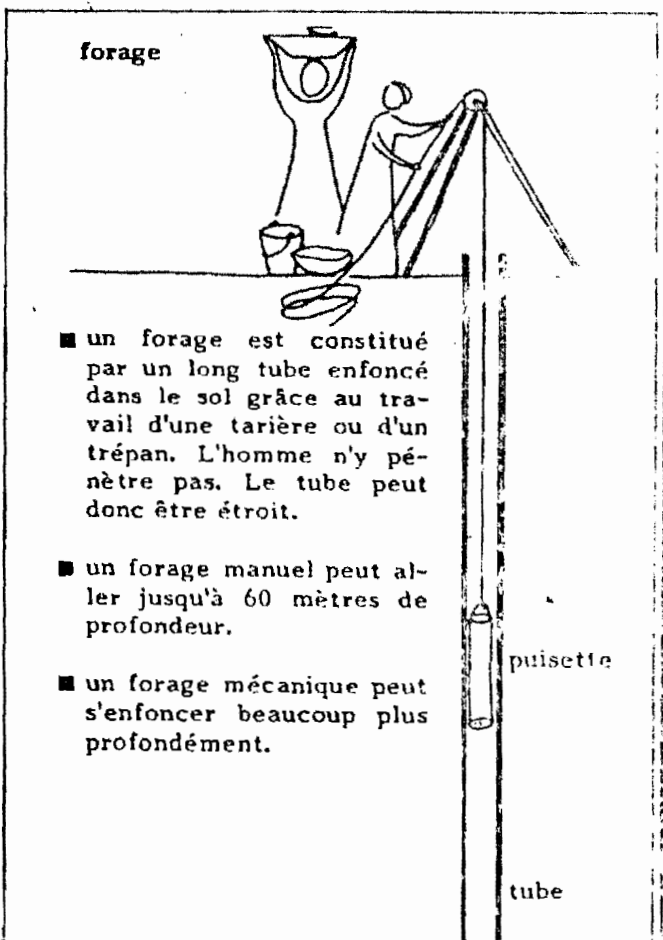 forage
■ un forage est constitué
par un long tube enfoncé
dans le sol grâce au tra-
vail d'une tarière ou d'un
trépan. L'homme n'y pé-
nètre pas. Le tube peut
donc être étroit.
■ un forage manuel peut al-
ler jusqu'à 60 mètres de
profondeur.
■ un forage mécanique peut
s'enfoncer beaucoup plus
profondément.
puisette
tube